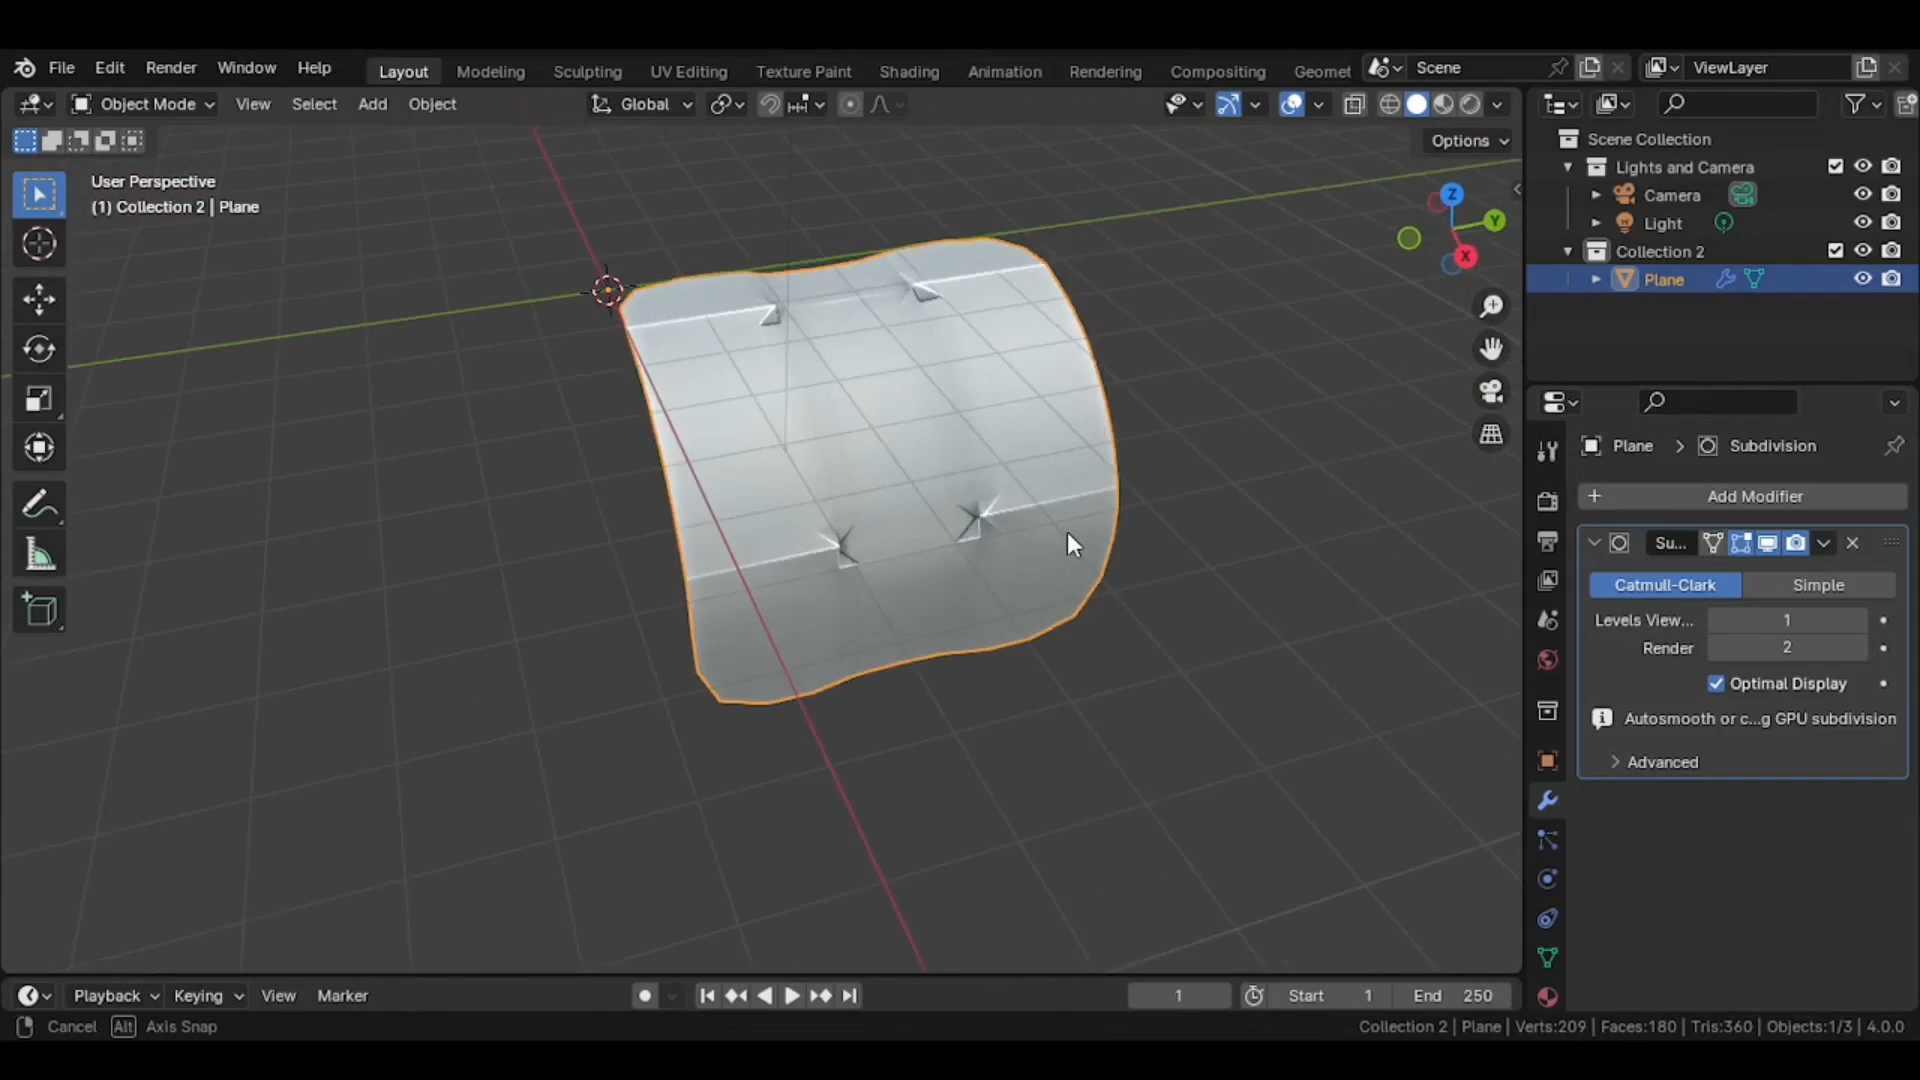 File Edit Render Window Help Layout Modeling Sculpting UV Editing Texture Paint Shading Animation Rendering Compositing Geomet Scene ViewLayer
Object Mode View Select Add Object Global
Options
User Perspective
(1) Collection 2 | Plane
Z
Y
X
Scene Collection
Lights and Camera
Camera
Light
Collection 2
Plane
Plane > Subdivision
+ Add Modifier
Su...
Catmull-Clark Simple
Levels View... 1
Render 2
Optimal Display
Autosmooth or c...g GPU subdivision
Advanced
Playback Keying View Marker 1 Start 1 End 250
Cancel Alt Axis Snap Collection 2 | Plane | Verts:209 | Faces:180 | Tris:360 | Objects:1/3 | 4.0.0